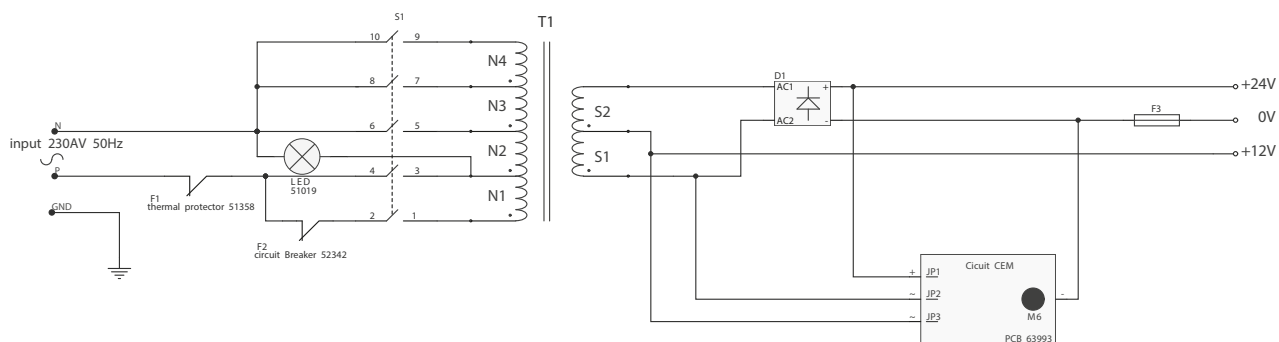 S1
T1
10 9
N4
8 7
N3
D1
AC1 +
AC2 -
+24V
F3
0V
+12V
S2
S1
N
6 5
input 230AV 50Hz
N2
P
LED
51019
4 3
N1
F1
thermal protector 51358
GND
2 1
F2
circuit Breaker 52342
Cicuit CEM
+ JP1
~ JP2
~ JP3
-
M6
PCB 63993